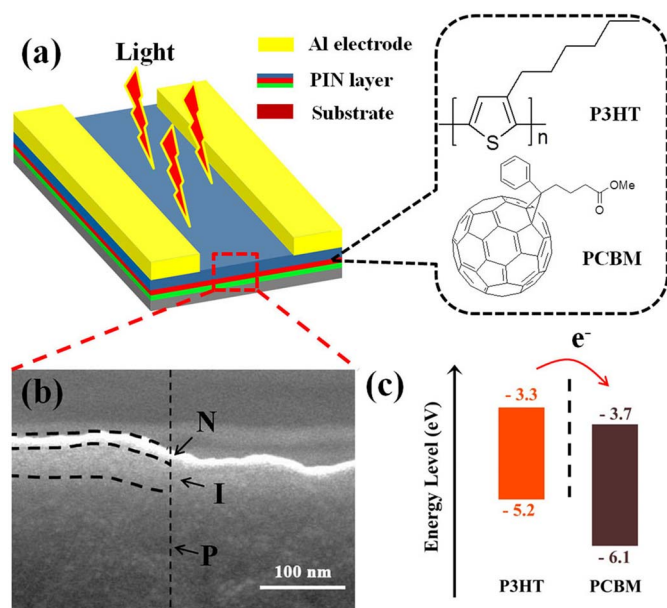 (a)
Light
Al electrode
PIN layer
Substrate
S
n
P3HT
OMe
O
PCBM
(b)
N
I
P
100 nm
(c)
e⁻
Energy Level (eV)
- 3.3
- 3.7
- 5.2
- 6.1
P3HT
PCBM